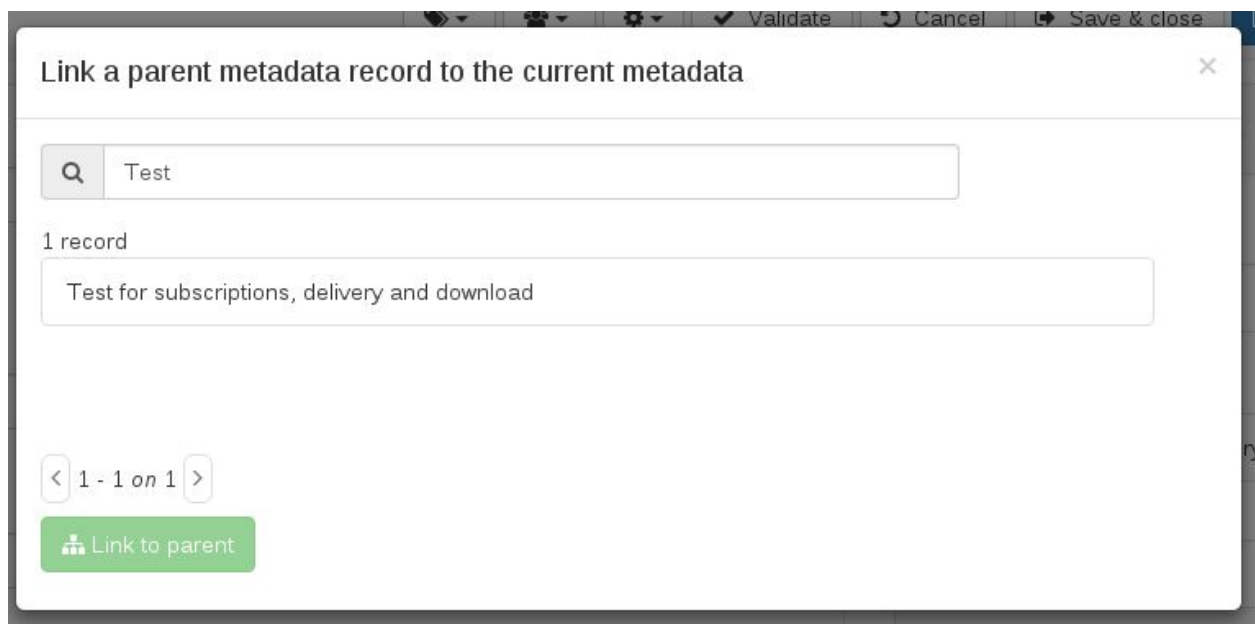 Validate Cancel Save & close
Link a parent metadata record to the current metadata ×
Test
1 record
Test for subscriptions, delivery and download
< 1 - 1 on 1 >
Link to parent